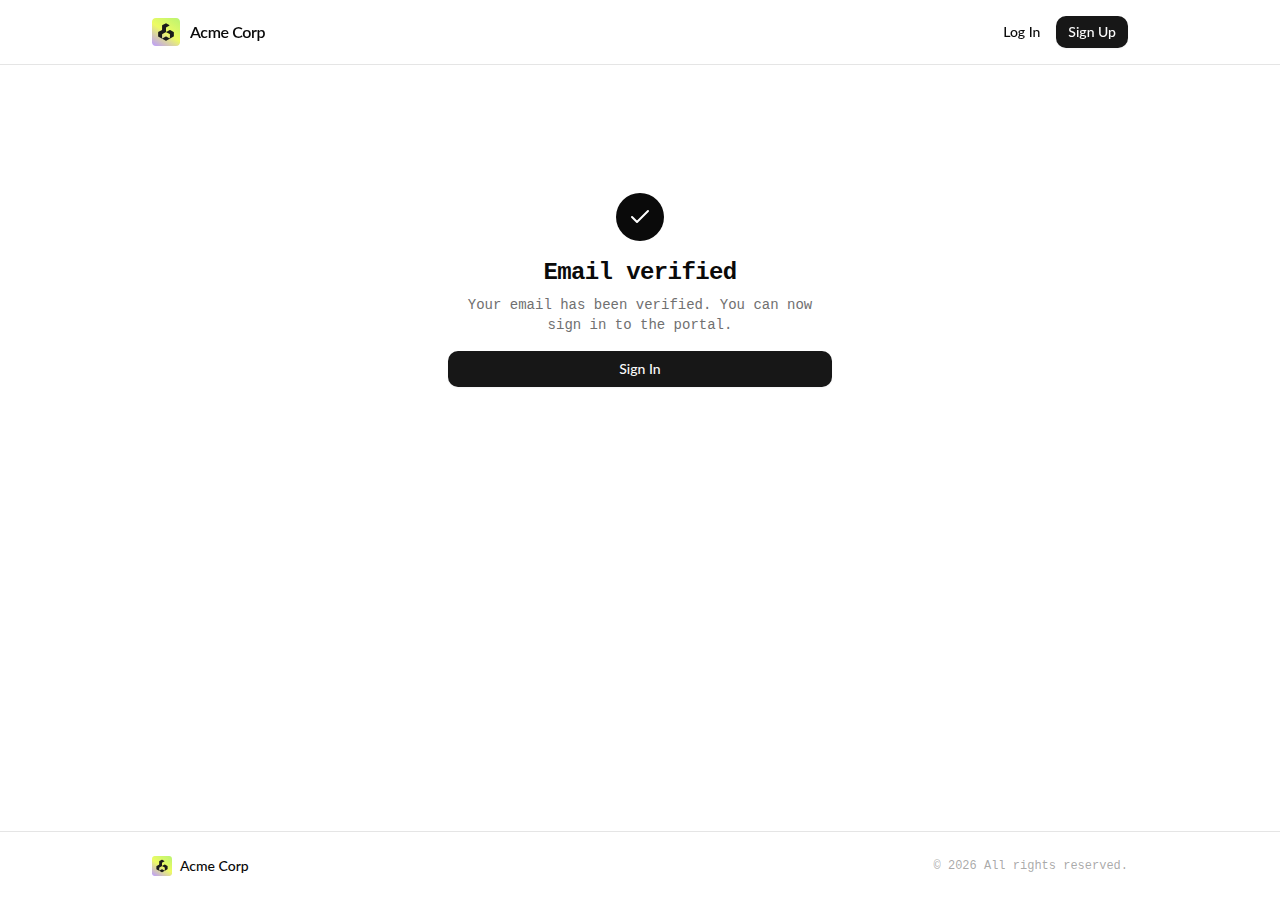 Acme Corp
Log In
Sign Up
Email verified
Your email has been verified. You can now
sign in to the portal.
Sign In
Acme Corp
© 2026 All rights reserved.